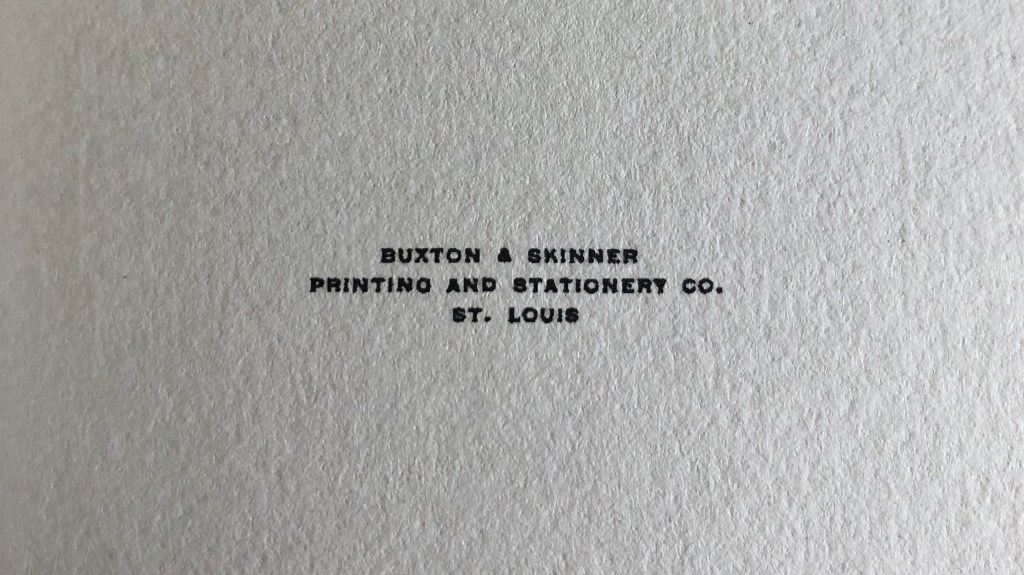 BUXTON & SKINNER
PRINTING AND STATIONERY CO.
ST. LOUIS